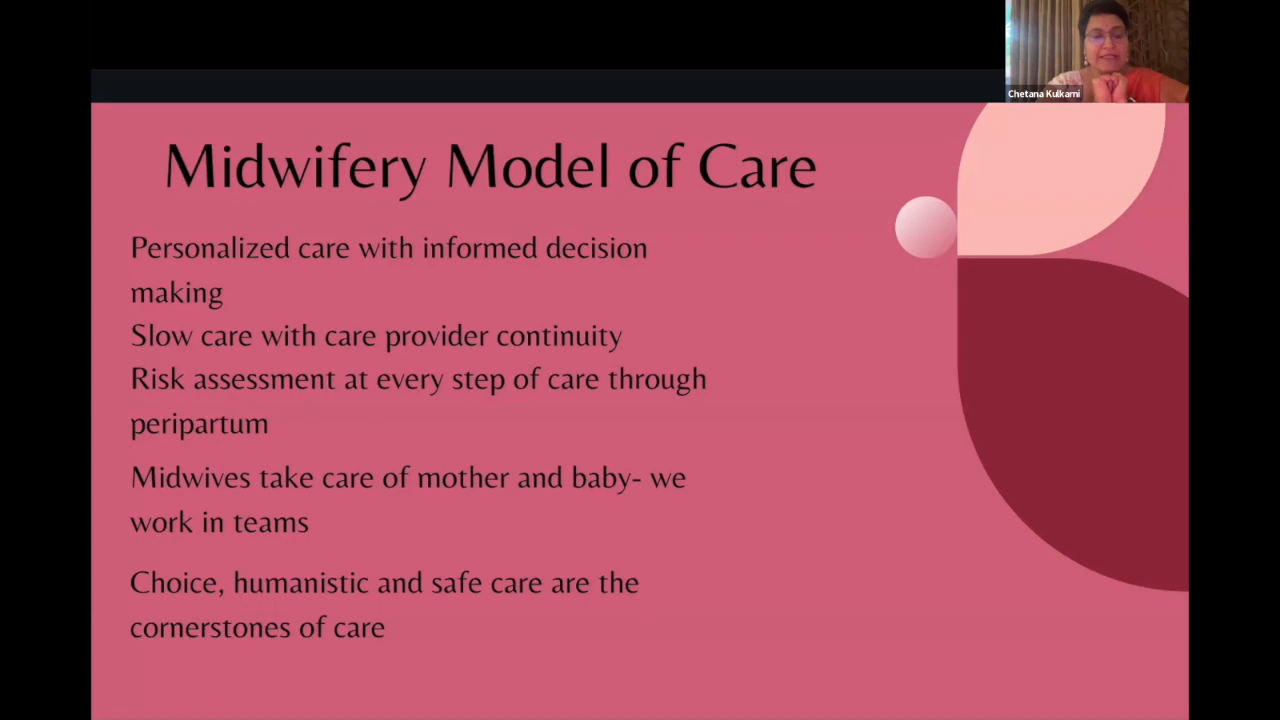 Chetana Kulkarni
Midwifery Model of Care
Personalized care with informed decision
making
Slow care with care provider continuity
Risk assessment at every step of care through
peripartum
Midwives take care of mother and baby- we
work in teams
Choice, humanistic and safe care are the
cornerstones of care